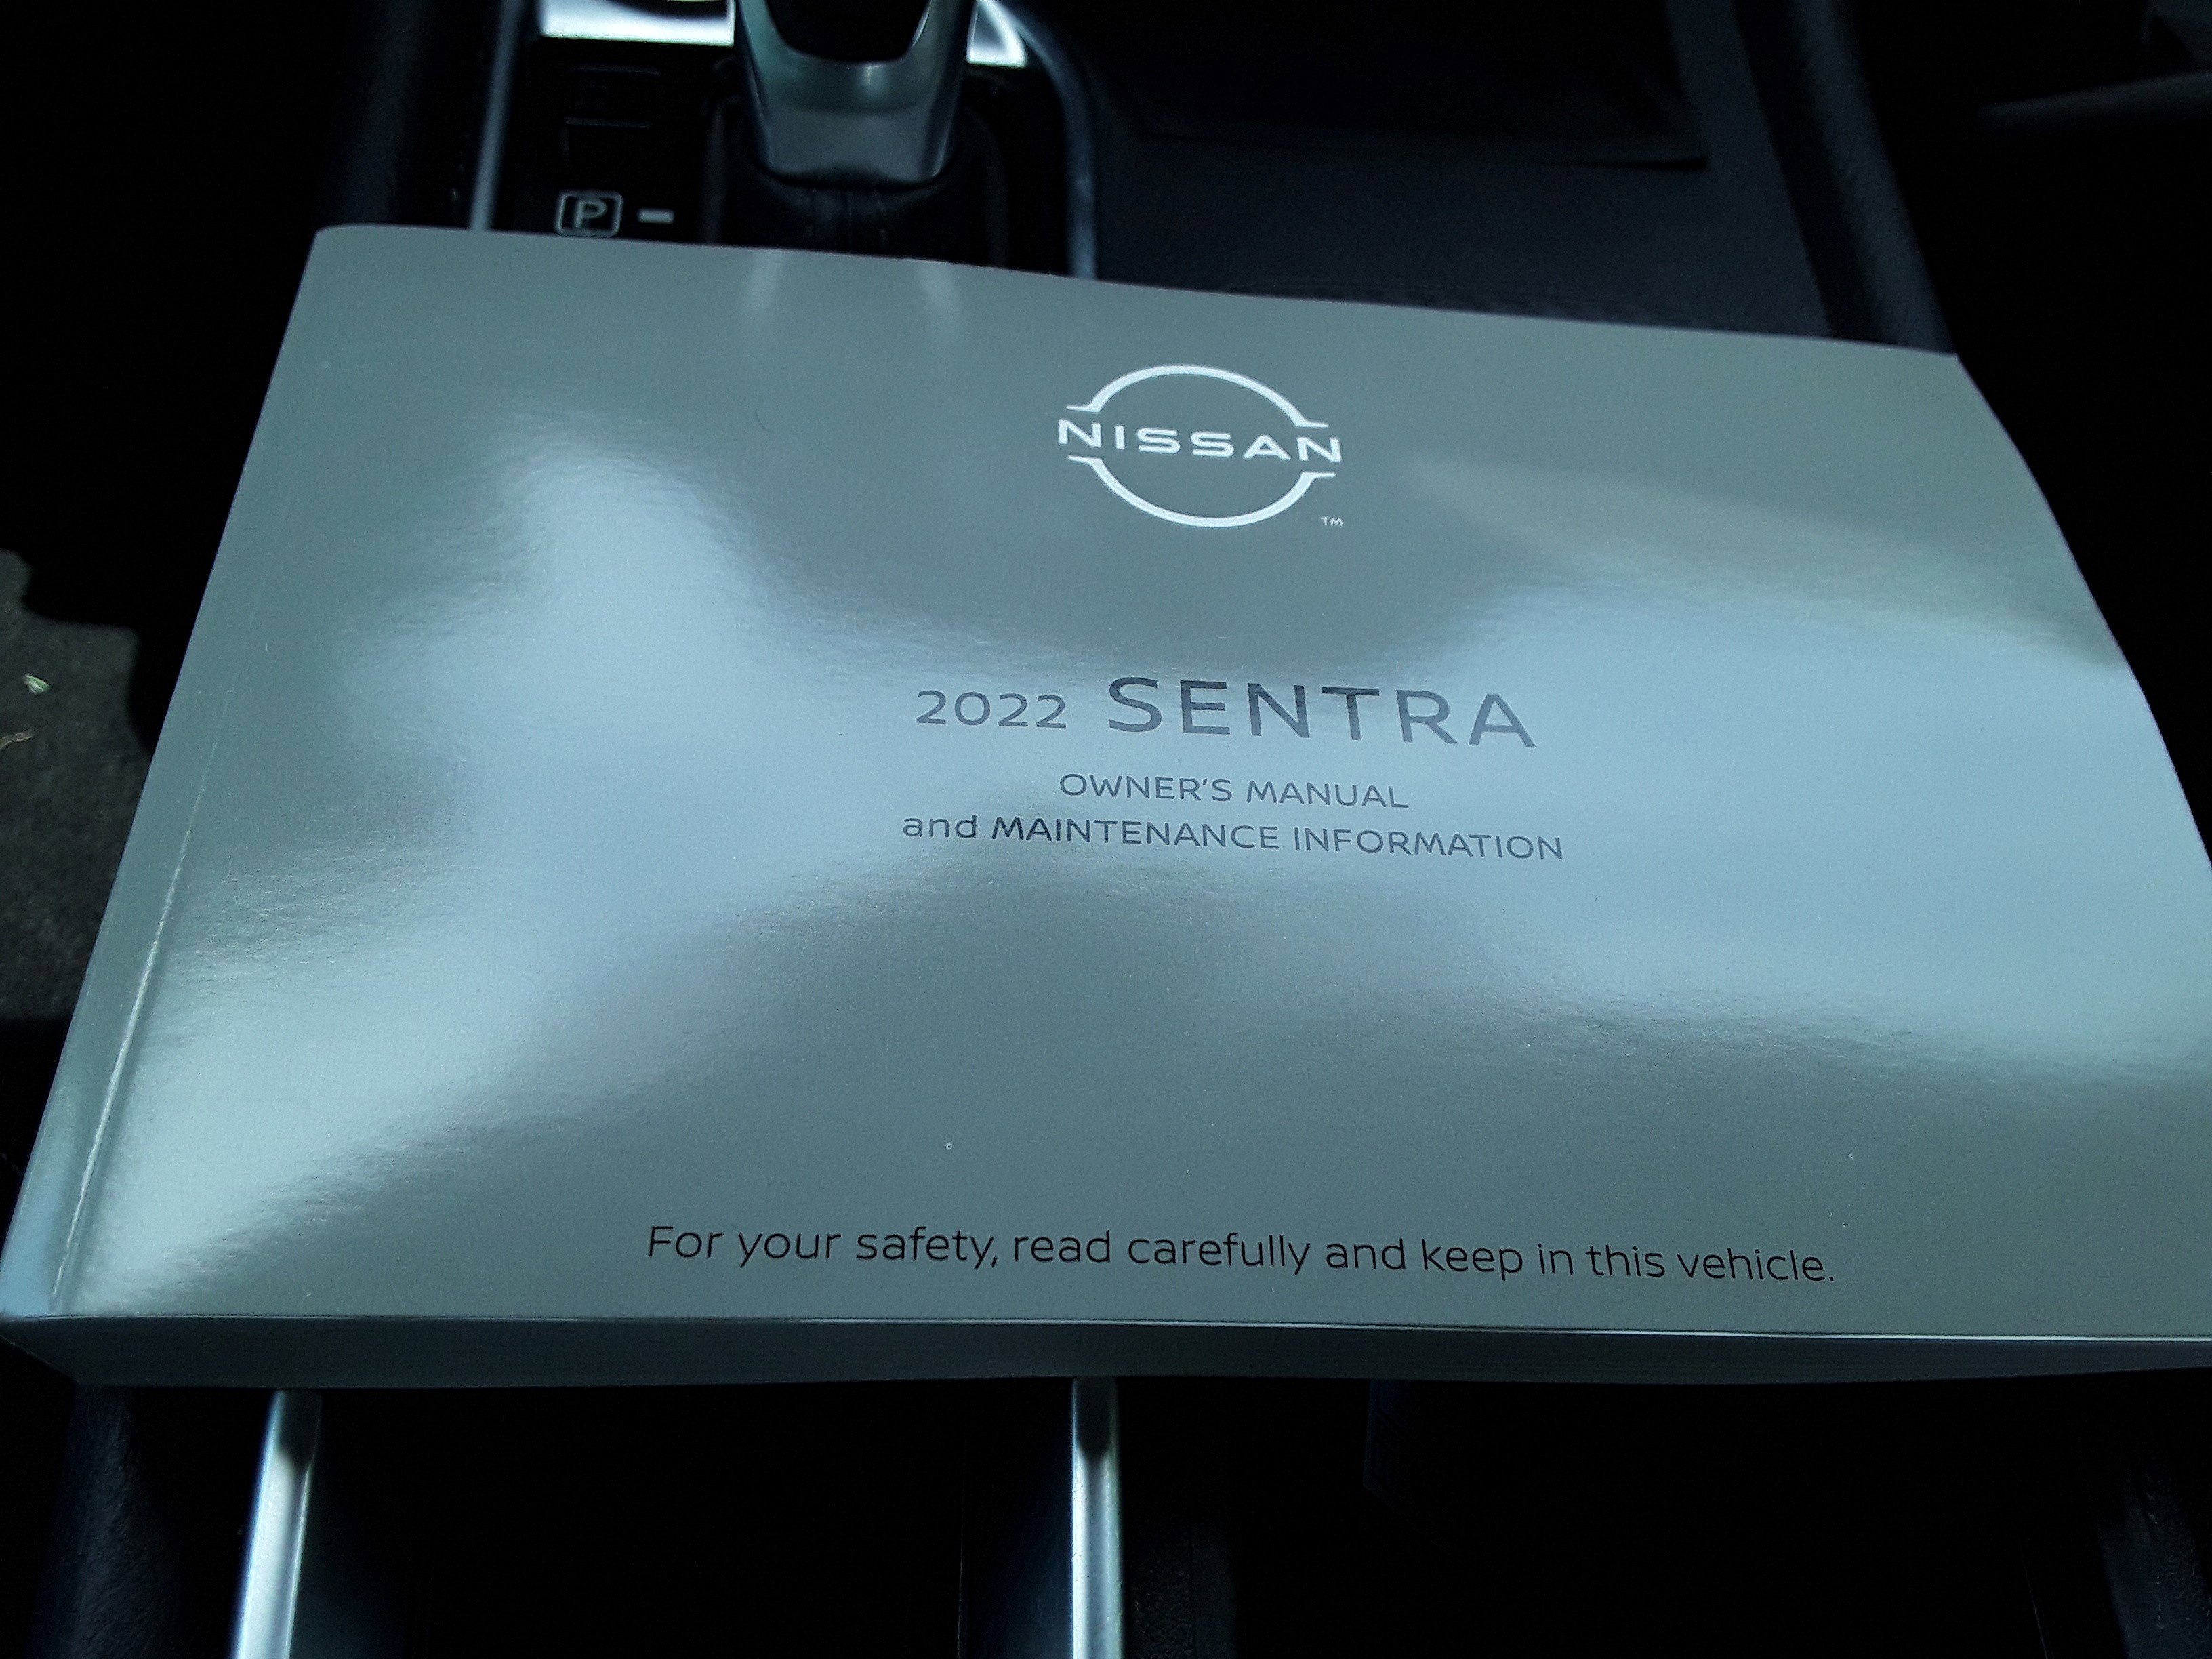 P
NISSAN
TM
2022 SENTRA
OWNER'S MANUAL
and MAINTENANCE INFORMATION
For your safety, read carefully and keep in this vehicle.